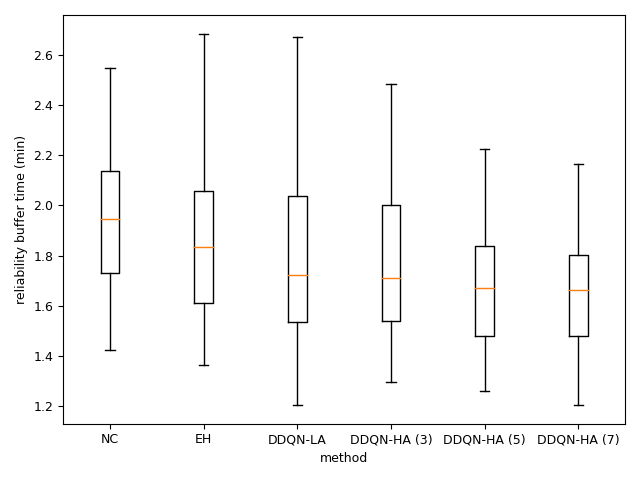 reliability buffer time (min)
2.6
2.4
2.2
2.0
1.8
1.6
1.4
1.2
NC EH DDQN-LA DDQN-HA (3) DDQN-HA (5) DDQN-HA (7)
method